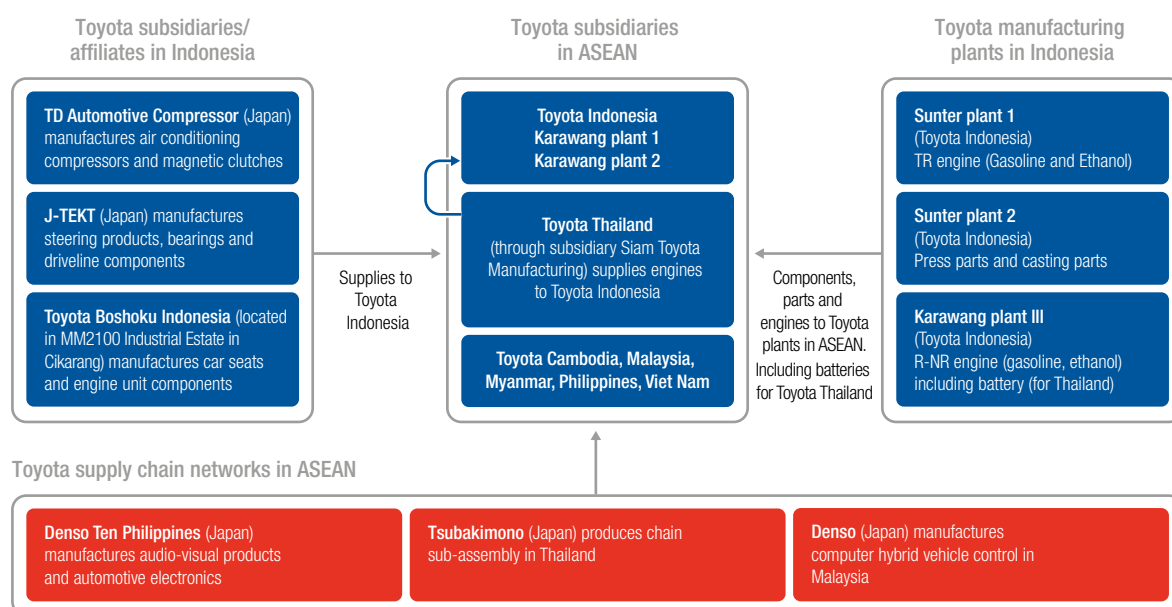 Toyota subsidiaries/
affiliates in Indonesia
TD Automotive Compressor (Japan)
manufactures air conditioning
compressors and magnetic clutches
J-TEKT (Japan) manufactures
steering products, bearings and
driveline components
Toyota Boshoku Indonesia (located
in MM2100 Industrial Estate in
Cikarang) manufactures car seats
and engine unit components
Supplies to
Toyota
Indonesia
Toyota subsidiaries
in ASEAN
Toyota Indonesia
Karawang plant 1
Karawang plant 2
Toyota Thailand
(through subsidiary Siam Toyota
Manufacturing) supplies engines
to Toyota Indonesia
Toyota Cambodia, Malaysia,
Myanmar, Philippines, Viet Nam
Components,
parts and
engines to Toyota
plants in ASEAN.
Including batteries
for Toyota Thailand
Toyota manufacturing
plants in Indonesia
Sunter plant 1
(Toyota Indonesia)
TR engine (Gasoline and Ethanol)
Sunter plant 2
(Toyota Indonesia)
Press parts and casting parts
Karawang plant III
(Toyota Indonesia)
R-NR engine (gasoline, ethanol)
including battery (for Thailand)
Toyota supply chain networks in ASEAN
Denso Ten Philippines (Japan)
manufactures audio-visual products
and automotive electronics
Tsubakimono (Japan) produces chain
sub-assembly in Thailand
Denso (Japan) manufactures
computer hybrid vehicle control in
Malaysia